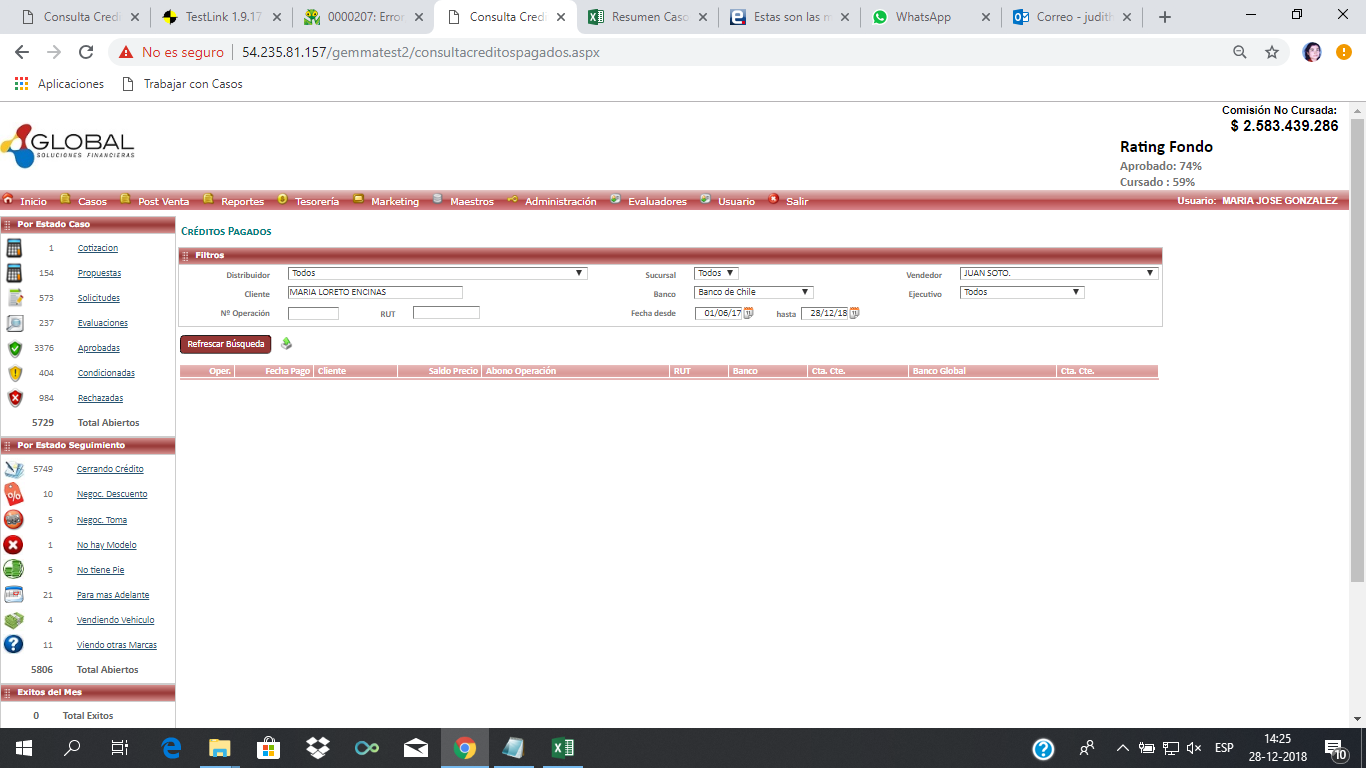 Consulta Credi
TestLink 1.9.17
0000207: Error
Consulta Credi
Resumen Caso
Estas son las m
WhatsApp
Correo - judith
No es seguro
54.235.81.157/gemmatest2/consultacreditospagados.aspx
Aplicaciones
Trabajar con Casos
Comisión No Cursada:
$ 2.583.439.286
GLOBAL
SOLUCIONES FINANCIERAS
Rating Fondo
Aprobado: 74%
Cursado : 59%
Inicio Casos Post Venta Reportes Tesorería Marketing Maestros Administración Evaluadores Usuario Salir Usuario: MARIA JOSE GONZALEZ
Por Estado Caso
1 Cotizacion
154 Propuestas
573 Solicitudes
237 Evaluaciones
3376 Aprobadas
404 Condicionadas
984 Rechazadas
5729 Total Abiertos
Por Estado Seguimiento
5749 Cerrando Crédito
10 Negoc. Descuento
5 Negoc. Toma
1 No hay Modelo
5 No tiene Pie
21 Para mas Adelante
4 Vendiendo Vehiculo
11 Viendo otras Marcas
5806 Total Abiertos
Exitos del Mes
0 Total Exitos
CRÉDITOS PAGADOS
Filtros
Distribuidor Todos Sucursal Todos Vendedor JUAN SOTO.
Cliente MARIA LORETO ENCINAS Banco Banco de Chile Ejecutivo Todos
Nº Operación RUT Fecha desde 01/06/17 hasta 28/12/18
Refrescar Búsqueda
Oper. Fecha Pago Cliente Saldo Precio Abono Operación RUT Banco Cta. Cte. Banco Global Cta. Cte.
ESP
14:25
28-12-2018
10